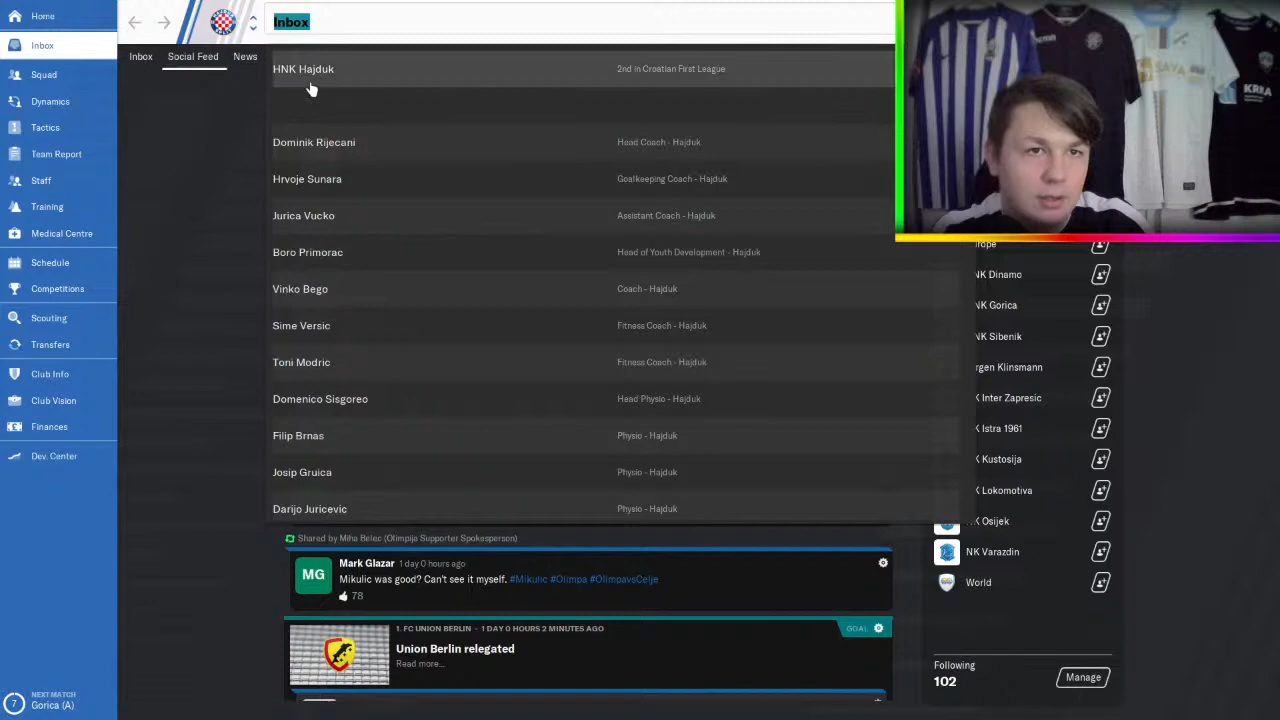 Home
Inbox
Squad
Dynamics
Tactics
Team Report
Staff
Training
Medical Centre
Schedule
Competitions
Scouting
Transfers
Club Info
Club Vision
Finances
Dev. Center
7
NEXT MATCH
Gorica (A)
Inbox
Inbox Social Feed News
HNK Hajduk 2nd in Croatian First League
Dominik Rijecani Head Coach - Hajduk
Hrvoje Sunara Goalkeeping Coach - Hajduk
Jurica Vucko Assistant Coach - Hajduk
Boro Primorac Head of Youth Development - Hajduk
Vinko Bego Coach - Hajduk
Sime Versic Fitness Coach - Hajduk
Toni Modric Fitness Coach - Hajduk
Domenico Sisgoreo Head Physio - Hajduk
Filip Brnas Physio - Hajduk
Josip Gruica Physio - Hajduk
Darijo Juricevic Physio - Hajduk
Shared by Miha Belec (Olimpija Supporter Spokesperson)
MG
Mark Glazar 1 day 0 hours ago
Mikulic was good? Can't see it myself. #Mikulic #Olimpa #OlimpavsCelje
78
1. FC UNION BERLIN - 1 DAY 0 HOURS 2 MINUTES AGO
GOAL
Union Berlin relegated
Read more...
urope
NK Dinamo
NK Gorica
NK Sibenik
rgen Klinsmann
K Inter Zapresic
K Istra 1961
K Kustosija
K Lokomotiva
K Osijek
NK Varazdin
World
Following
102
Manage